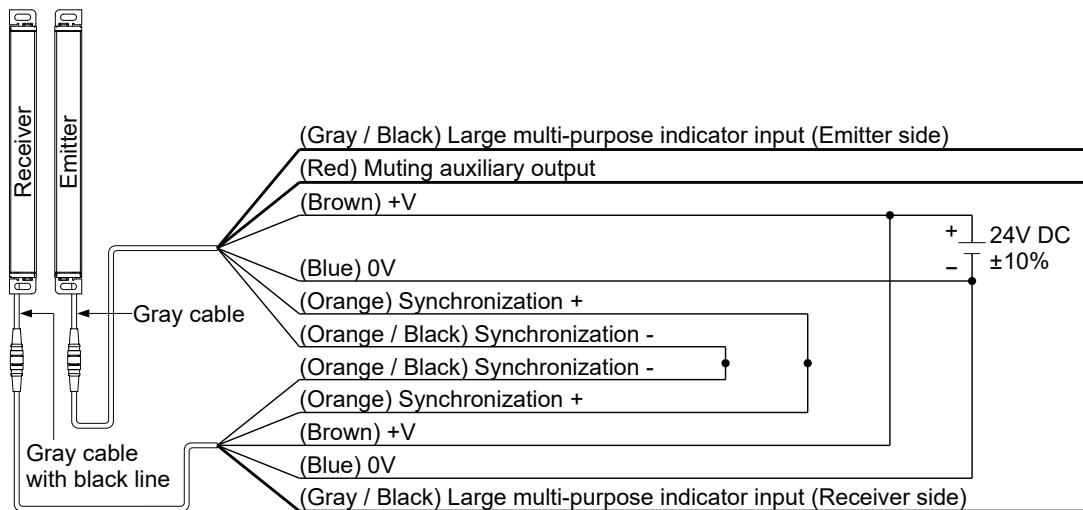 Receiver
Emitter
(Gray / Black) Large multi-purpose indicator input (Emitter side)
(Red) Muting auxiliary output
(Brown) +V
+
24V DC
±10%
−
(Blue) 0V
(Orange) Synchronization +
Gray cable
(Orange / Black) Synchronization -
(Orange / Black) Synchronization -
(Orange) Synchronization +
(Brown) +V
Gray cable
with black line
(Blue) 0V
(Gray / Black) Large multi-purpose indicator input (Receiver side)